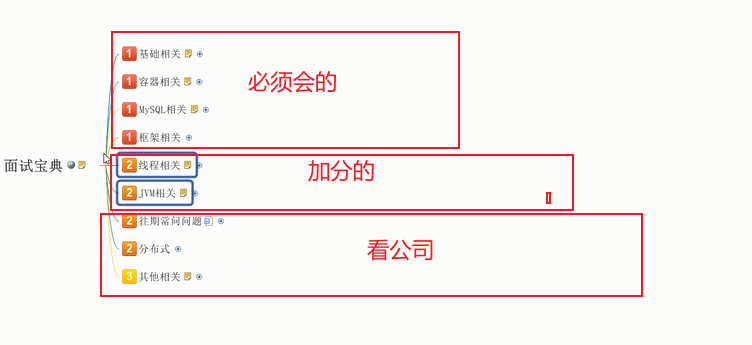 1 基础相关
1 容器相关
必须会的
1 MySQL相关
1 框架相关
面试宝典
2 线程相关
加分的
2 JVM相关
2 往期常问问题
看公司
2 分布式
3 其他相关